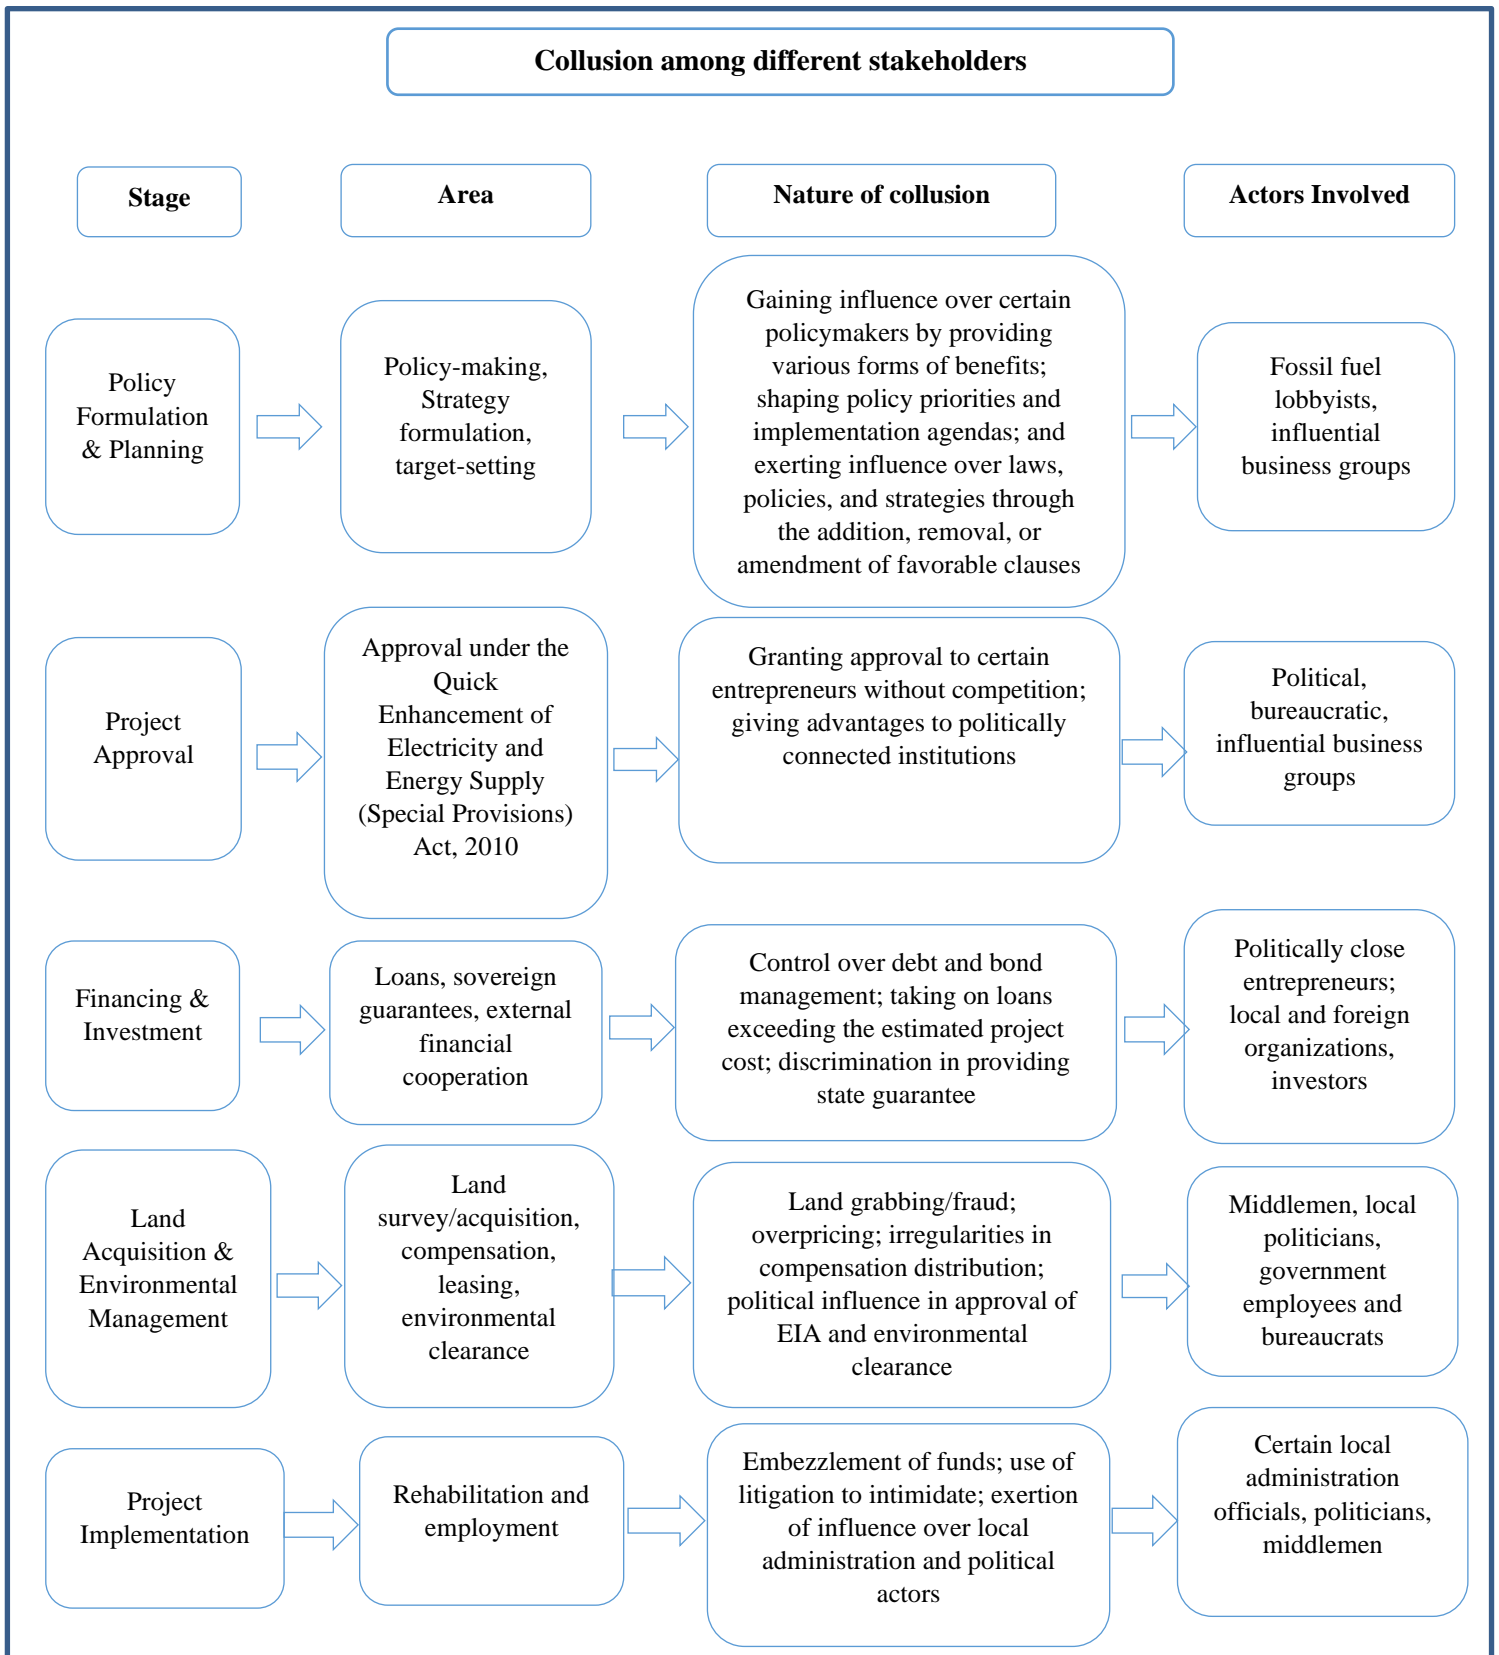 Collusion among different stakeholders
Stage
Area
Nature of collusion
Actors Involved
Policy
Formulation
& Planning
Policy-making,
Strategy
formulation,
target-setting
Gaining influence over certain
policymakers by providing
various forms of benefits;
shaping policy priorities and
implementation agendas; and
exerting influence over laws,
policies, and strategies through
the addition, removal, or
amendment of favorable clauses
Fossil fuel
lobbyists,
influential
business groups
Project
Approval
Approval under the
Quick
Enhancement of
Electricity and
Energy Supply
(Special Provisions)
Act, 2010
Granting approval to certain
entrepreneurs without competition;
giving advantages to politically
connected institutions
Political,
bureaucratic,
influential business
groups
Financing &
Investment
Loans, sovereign
guarantees, external
financial
cooperation
Control over debt and bond
management; taking on loans
exceeding the estimated project
cost; discrimination in providing
state guarantee
Politically close
entrepreneurs;
local and foreign
organizations,
investors
Land
Acquisition &
Environmental
Management
Land
survey/acquisition,
compensation,
leasing,
environmental
clearance
Land grabbing/fraud;
overpricing; irregularities in
compensation distribution;
political influence in approval of
EIA and environmental
clearance
Middlemen, local
politicians,
government
employees and
bureaucrats
Project
Implementation
Rehabilitation and
employment
Embezzlement of funds; use of
litigation to intimidate; exertion
of influence over local
administration and political
actors
Certain local
administration
officials, politicians,
middlemen